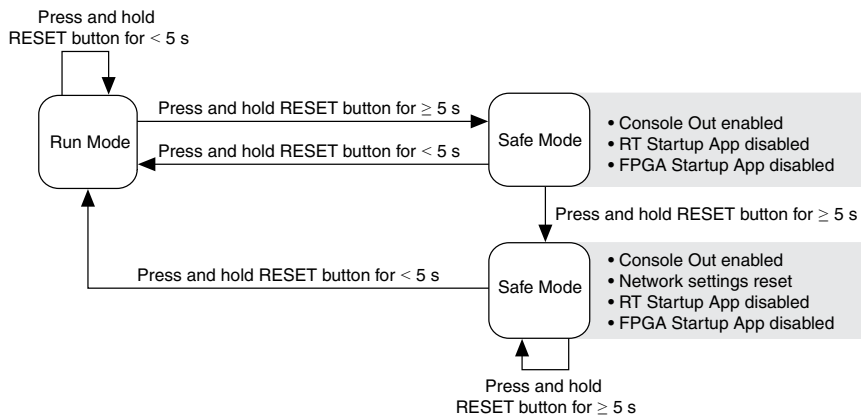 Press and hold
RESET button for < 5 s
Run Mode
Press and hold RESET button for ≥ 5 s
Press and hold RESET button for < 5 s
Safe Mode
• Console Out enabled
• RT Startup App disabled
• FPGA Startup App disabled
Press and hold RESET button for ≥ 5 s
Press and hold RESET button for < 5 s
Safe Mode
• Console Out enabled
• Network settings reset
• RT Startup App disabled
• FPGA Startup App disabled
Press and hold
RESET button for ≥ 5 s